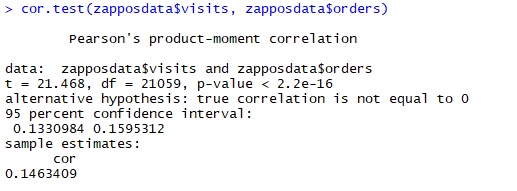 > cor.test(zapposdata$visits, zapposdata$orders)
Pearson's product-moment correlation
data:  zapposdata$visits and zapposdata$orders
t = 21.468, df = 21059, p-value < 2.2e-16
alternative hypothesis: true correlation is not equal to 0
95 percent confidence interval:
 0.1330984 0.1595312
sample estimates:
      cor
0.1463409